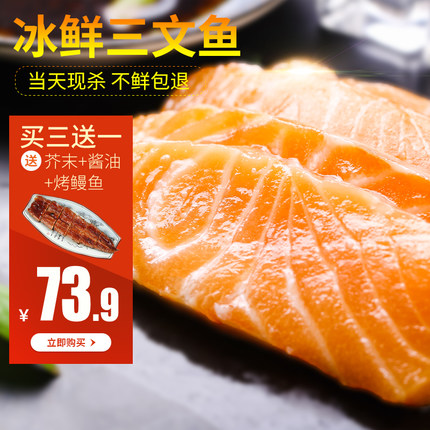 冰鲜三文鱼
当天现杀 不鲜包退
买三送一
送 芥末+酱油
+烤鳗鱼
¥73.9
立即购买 >